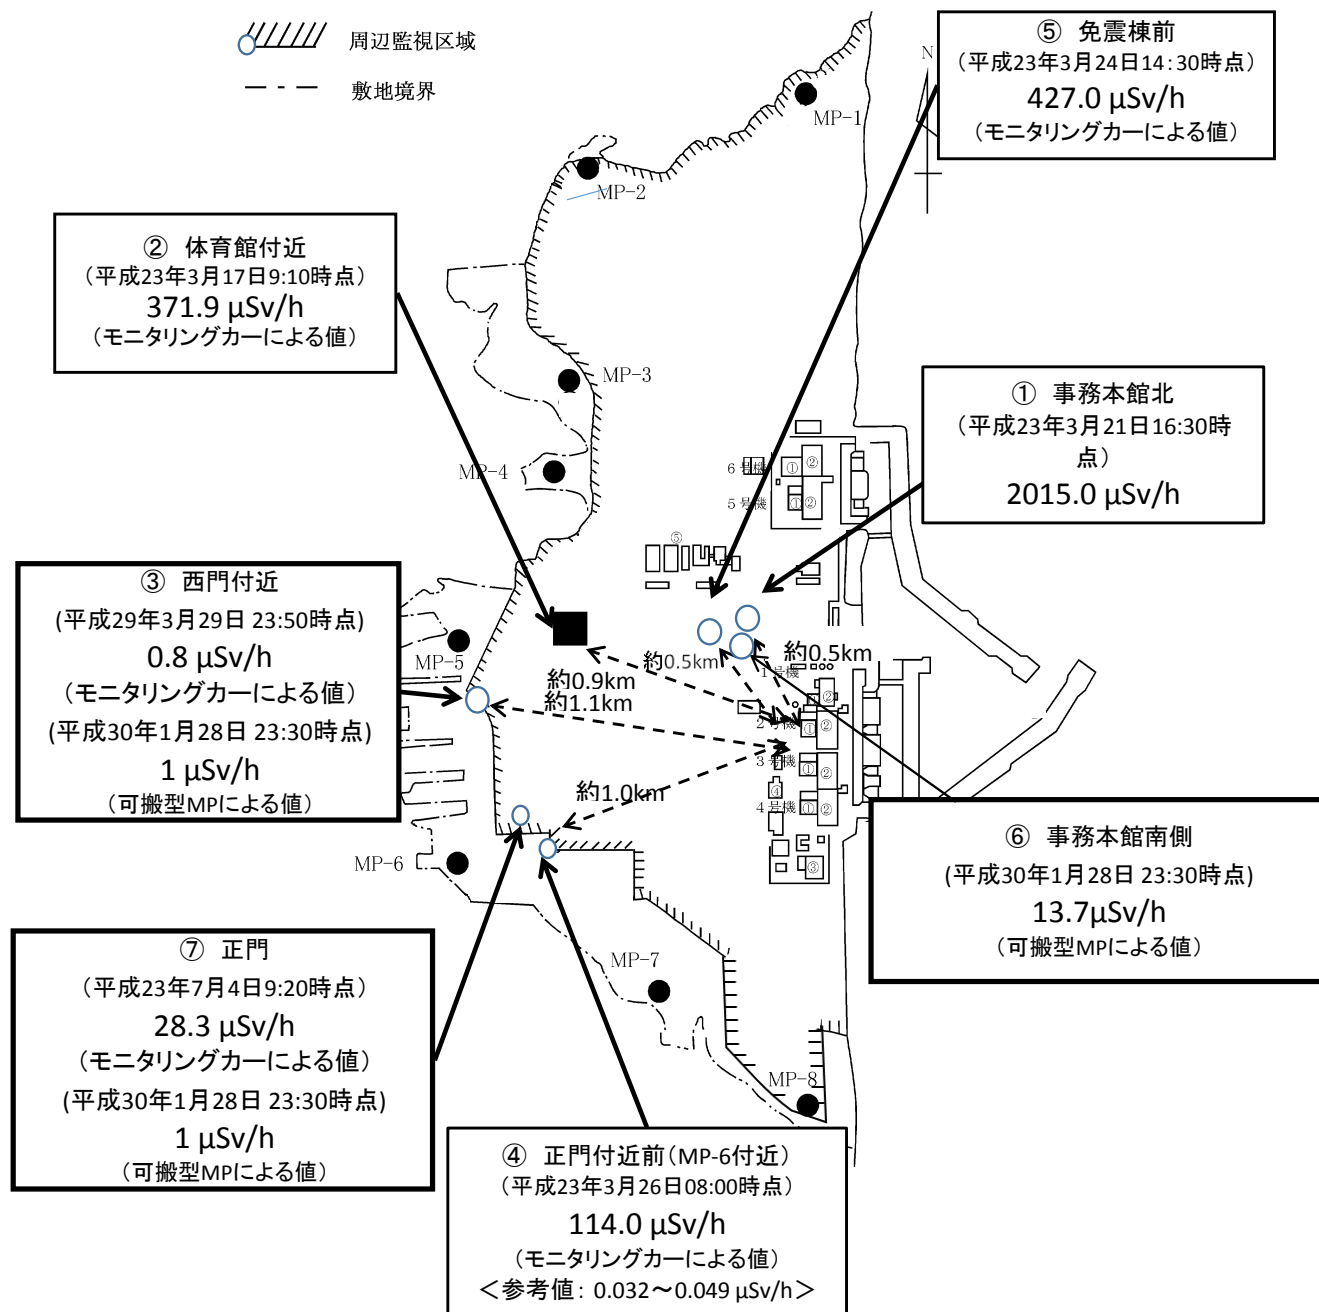 周辺監視区域
敷地境界
⑤ 免震棟前
(平成23年3月24日14:30時点)
427.0 μSv/h
(モニタリングカーによる値)
N
MP-1
MP-2
② 体育館付近
(平成23年3月17日9:10時点)
371.9 μSv/h
(モニタリングカーによる値)
MP-3
① 事務本館北
(平成23年3月21日16:30時
点)
2015.0 μSv/h
MP-4
6号機
① ②
5号機
① ②
⑤
③ 西門付近
(平成29年3月29日 23:50時点)
0.8 μSv/h
(モニタリングカーによる値)
(平成30年1月28日 23:30時点)
1 μSv/h
(可搬型MPによる値)
MP-5
約0.5km
約0.5km
約0.9km
約1.1km
1号機
②
2号機
① ②
3号機
① ②
約1.0km
④
4号機
① ②
③
MP-6
⑥ 事務本館南側
(平成30年1月28日 23:30時点)
13.7μSv/h
(可搬型MPによる値)
⑦ 正門
(平成23年7月4日9:20時点)
28.3 μSv/h
(モニタリングカーによる値)
(平成30年1月28日 23:30時点)
1 μSv/h
(可搬型MPによる値)
MP-7
MP-8
④ 正門付近前(MP-6付近)
(平成23年3月26日08:00時点)
114.0 μSv/h
(モニタリングカーによる値)
<参考値: 0.032~0.049 μSv/h>